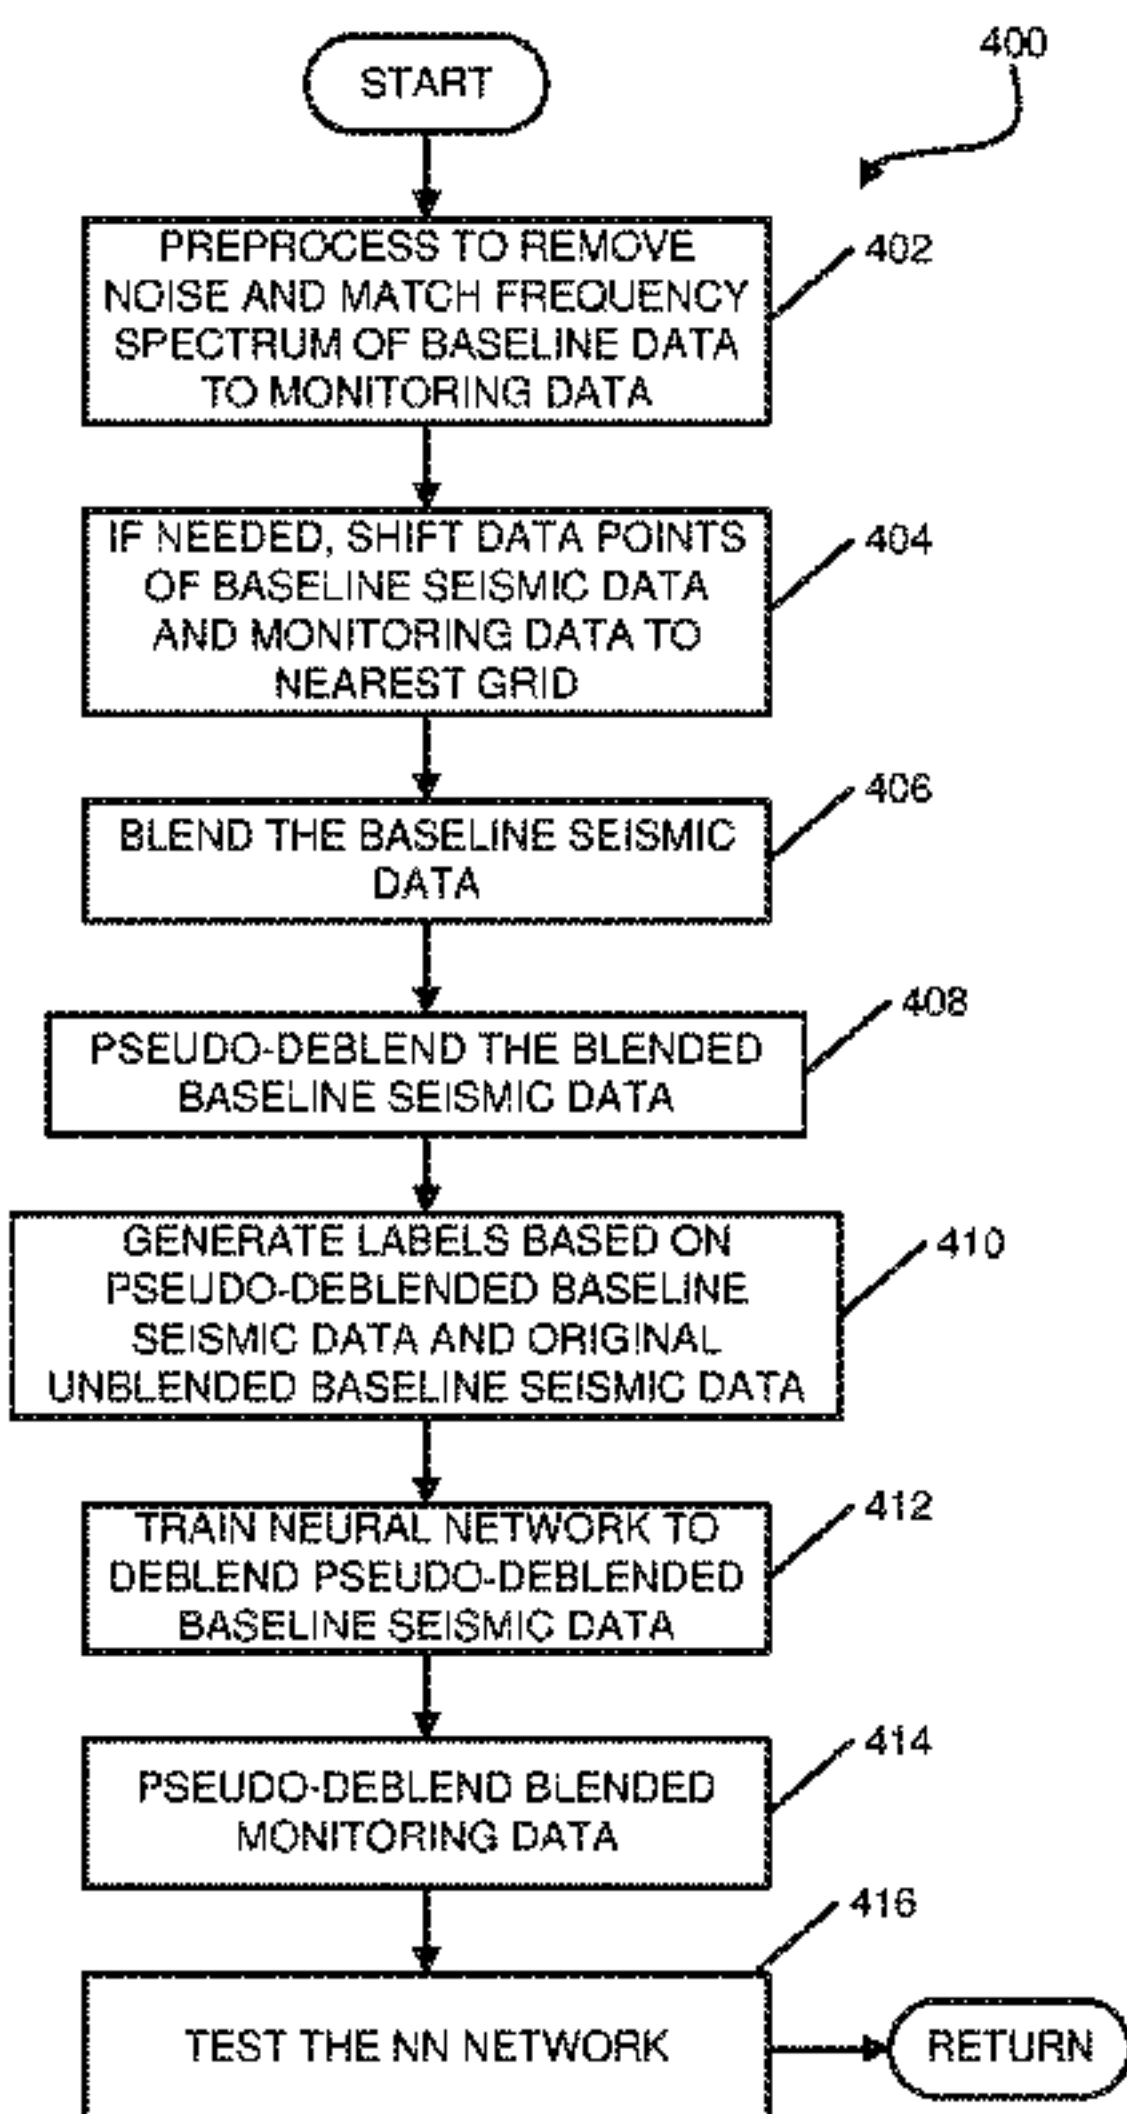 START
400
PREPROCESS TO REMOVE
NOISE AND MATCH FREQUENCY
SPECTRUM OF BASELINE DATA
TO MONITORING DATA
402
IF NEEDED, SHIFT DATA POINTS
OF BASELINE SEISMIC DATA
AND MONITORING DATA TO
NEAREST GRID
404
BLEND THE BASELINE SEISMIC
DATA
406
PSEUDO-DEBLEND THE BLENDED
BASELINE SEISMIC DATA
408
GENERATE LABELS BASED ON
PSEUDO-DEBLENDED BASELINE
SEISMIC DATA AND ORIGINAL
UNBLENDED BASELINE SEISMIC DATA
410
TRAIN NEURAL NETWORK TO
DEBLEND PSEUDO-DEBLENDED
BASELINE SEISMIC DATA
412
PSEUDO-DEBLEND BLENDED
MONITORING DATA
414
TEST THE NN NETWORK
416
RETURN